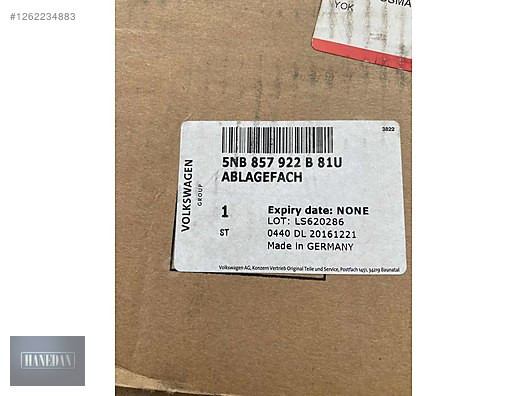 #1262234883
YOK
3822
5NB 857 922 B 81U
ABLAGEFACH
VOLKSWAGEN
GROUP
1
ST
Expiry date: NONE
LOT: LS620286
0440 DL 20161221
Made in GERMANY
Volkswagen AG, Konzern Vertrieb Original Teile und Service, Postfach 1451, 34219 Baunatal
HANEDAN